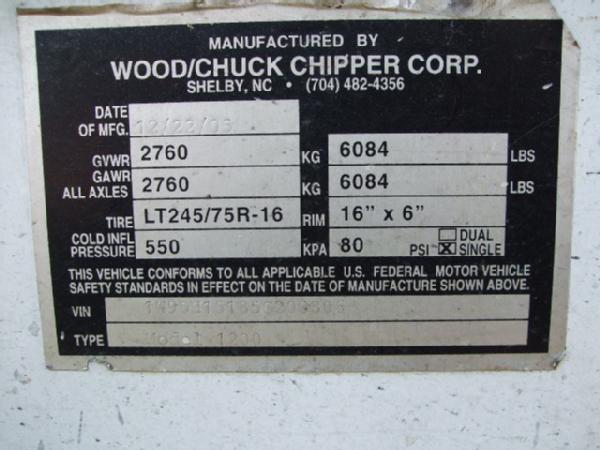 MANUFACTURED BY
WOOD/CHUCK CHIPPER CORP.
SHELBY, NC • (704) 482-4356
DATE OF MFG.
GVWR 2760 KG 6084 LBS
GAWR ALL AXLES 2760 KG 6084 LBS
TIRE LT245/75R-16 RIM 16" x 6"
COLD INFL PRESSURE 550 KPA 80 PSI DUAL SINGLE
THIS VEHICLE CONFORMS TO ALL APPLICABLE U.S. FEDERAL MOTOR VEHICLE
SAFETY STANDARDS IN EFFECT ON THE DATE OF MANUFACTURE SHOWN ABOVE.
VIN
TYPE Model 1200